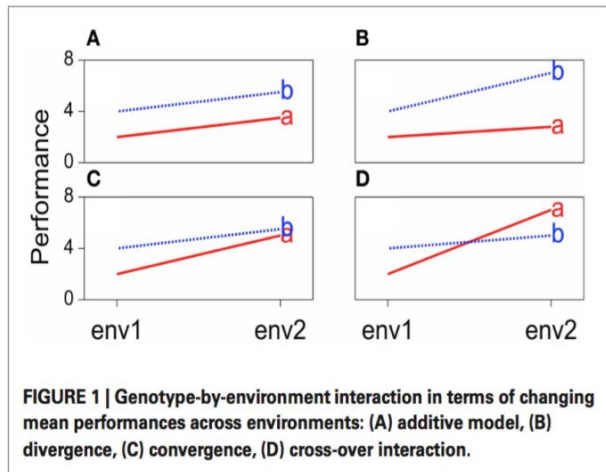 A
B
8
b
b
4
a
a
0
C
D
8
a
b
a
b
4
0
Performance
env1
env2
env1
env2
FIGURE 1 | Genotype-by-environment interaction in terms of changing
mean performances across environments: (A) additive model, (B)
divergence, (C) convergence, (D) cross-over interaction.